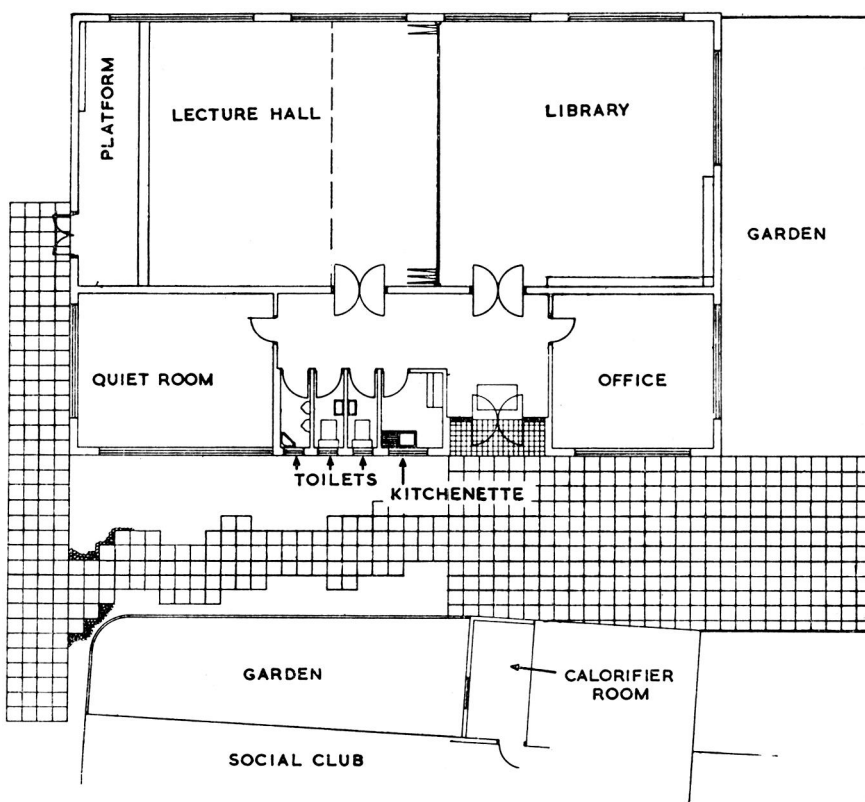 PLATFORM
LECTURE HALL
LIBRARY
GARDEN
QUIET ROOM
OFFICE
TOILETS
KITCHENETTE
GARDEN
CALORIFIER
ROOM
SOCIAL CLUB